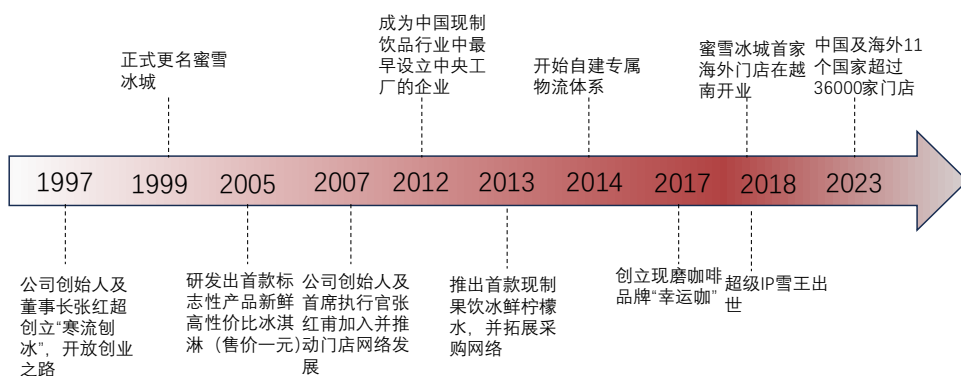 正式更名蜜雪
冰城
成为中国现制
饮品行业中最
早设立中央工
厂的企业
开始自建专属
物流体系
蜜雪冰城首家
海外门店在越
南开业
中国及海外11
个国家超过
36000家门店
1997 1999 2005 2007 2012 2013 2014 2017 2018 2023
公司创始人及
董事长张红超
创立“寒流刨
冰”，开放创业
之路
研发出首款标
志性产品新鲜
高性价比冰淇
淋（售价一元）
公司创始人及
首席执行官张
红甫加入并推
动门店网络发
展
推出首款现制
果饮冰鲜柠檬
水，并拓展采
购网络
创立现磨咖啡
品牌“幸运咖”
超级IP雪王出
世